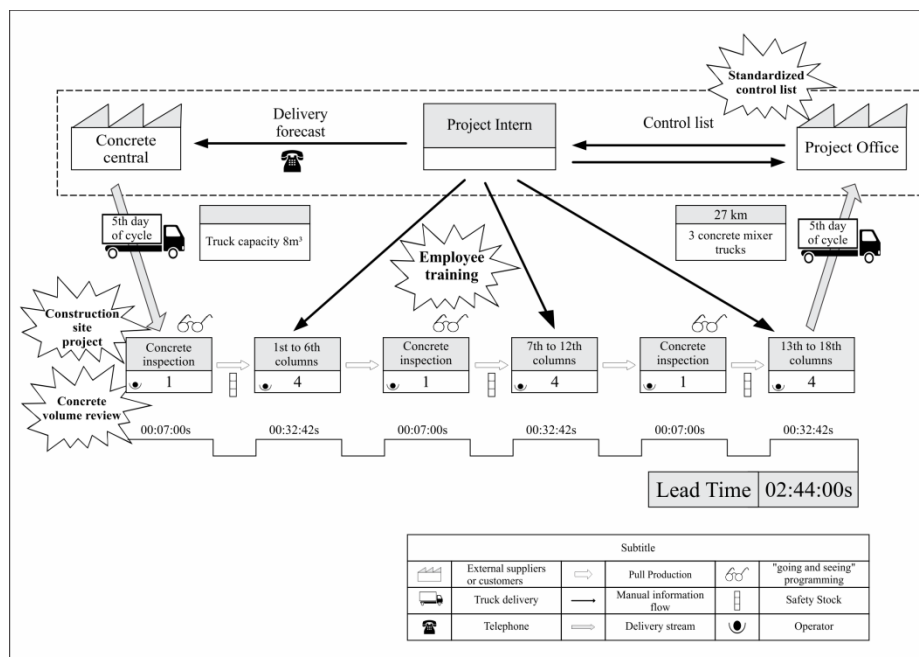 Standardized
control list
Delivery
forecast
Project Intern
Control list
Concrete
central
Project Office
5th day
of cycle
Truck capacity 8m³
27 km
3 concrete mixer
trucks
5th day
of cycle
Employee
training
Construction
site
project
Concrete
inspection
1
1st to 6th
columns
4
Concrete
inspection
1
7th to 12th
columns
4
Concrete
inspection
1
13th to 18th
columns
4
Concrete
volume review
00:07:00s
00:32:42s
00:07:00s
00:32:42s
00:07:00s
00:32:42s
Lead Time
02:44:00s
Subtitle
External suppliers
or customers
Pull Production
"going and seeing"
programming
Truck delivery
Manual information
flow
Safety Stock
Telephone
Delivery stream
Operator